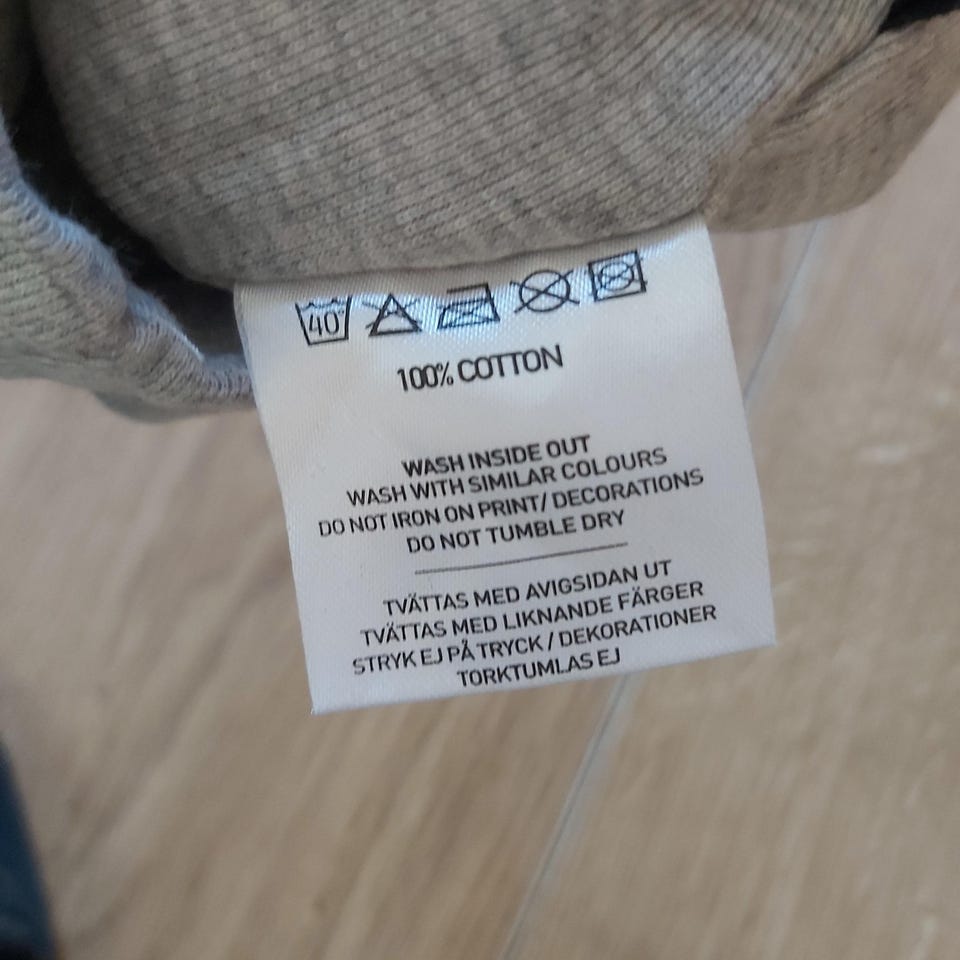 40°
100% COTTON
WASH INSIDE OUT
WASH WITH SIMILAR COLOURS
DO NOT IRON ON PRINT/ DECORATIONS
DO NOT TUMBLE DRY
TVÄTTAS MED AVIGSIDAN UT
TVÄTTAS MED LIKNANDE FÄRGER
STRYK EJ PÅ TRYCK / DEKORATIONER
TORKTUMLAS EJ